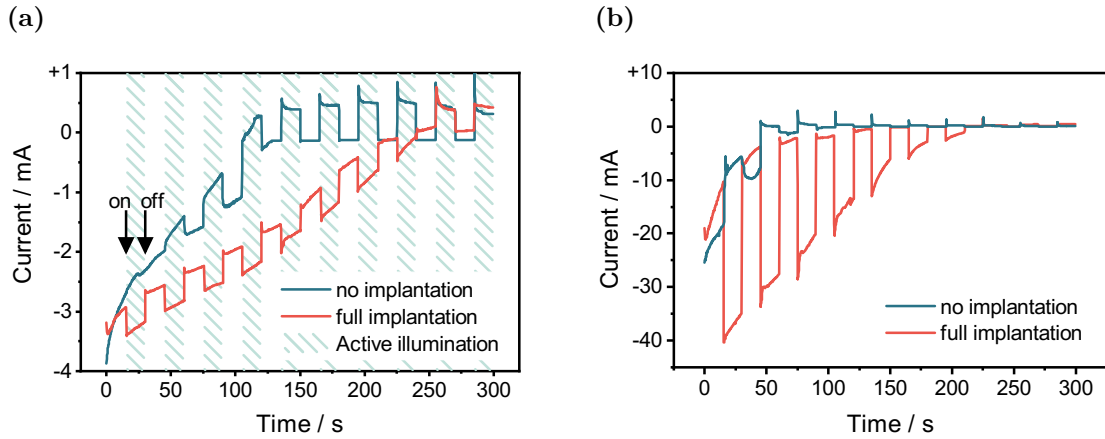 (a)
Current / mA
+1
0
-1
-2
-3
-4
on off
no implantation
full implantation
Active illumination
0 50 100 150 200 250 300
Time / s
(b)
Current / mA
+10
0
-10
-20
-30
-40
no implantation
full implantation
0 50 100 150 200 250 300
Time / s